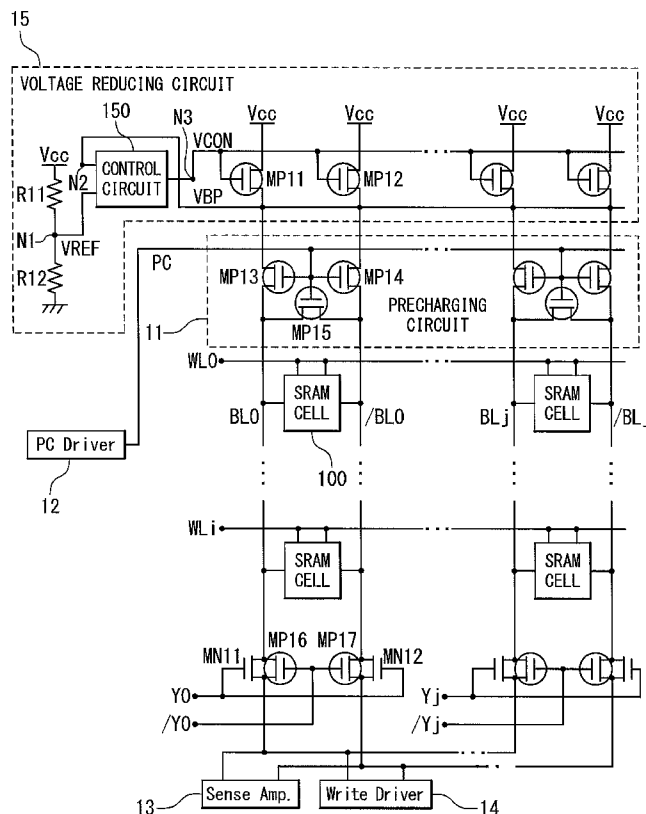 15
VOLTAGE REDUCING CIRCUIT
150
N3
Vcc Vcc Vcc Vcc
VCON
Vcc
N2
CONTROL
CIRCUIT
MP11 MP12
R11
VBP
N1
VREF
PC
R12
MP13 MP14
PRECHARGING
CIRCUIT
11
MP15
WL0
SRAM
CELL
SRAM
CELL
BL0 /BL0 BLj /BL
PC Driver
100
12
WLi
SRAM
CELL
SRAM
CELL
MP16 MP17
MN11 MN12
Y0 Yj
/Y0 /Yj
13
Sense Amp.
Write Driver
14